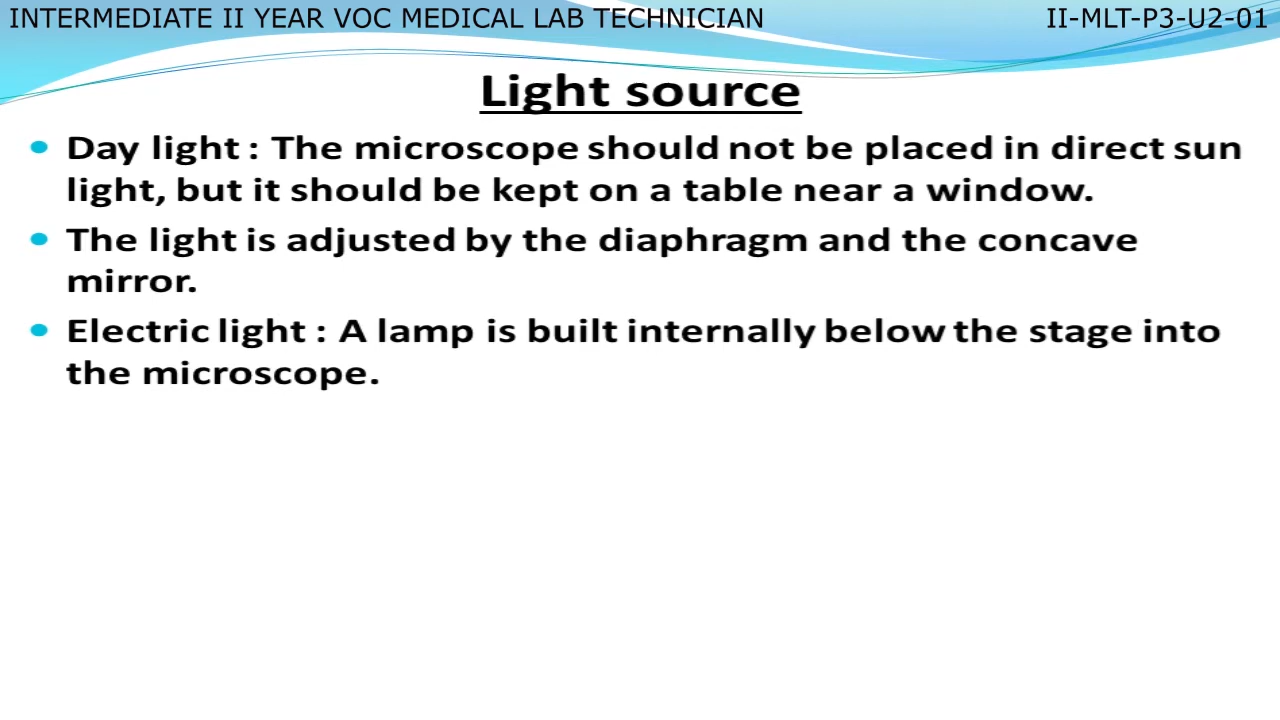 INTERMEDIATE II YEAR VOC MEDICAL LAB TECHNICIAN II-MLT-P3-U2-01
Light source
• Day light : The microscope should not be placed in direct sun
light, but it should be kept on a table near a window.
• The light is adjusted by the diaphragm and the concave
mirror.
• Electric light : A lamp is built internally below the stage into
the microscope.